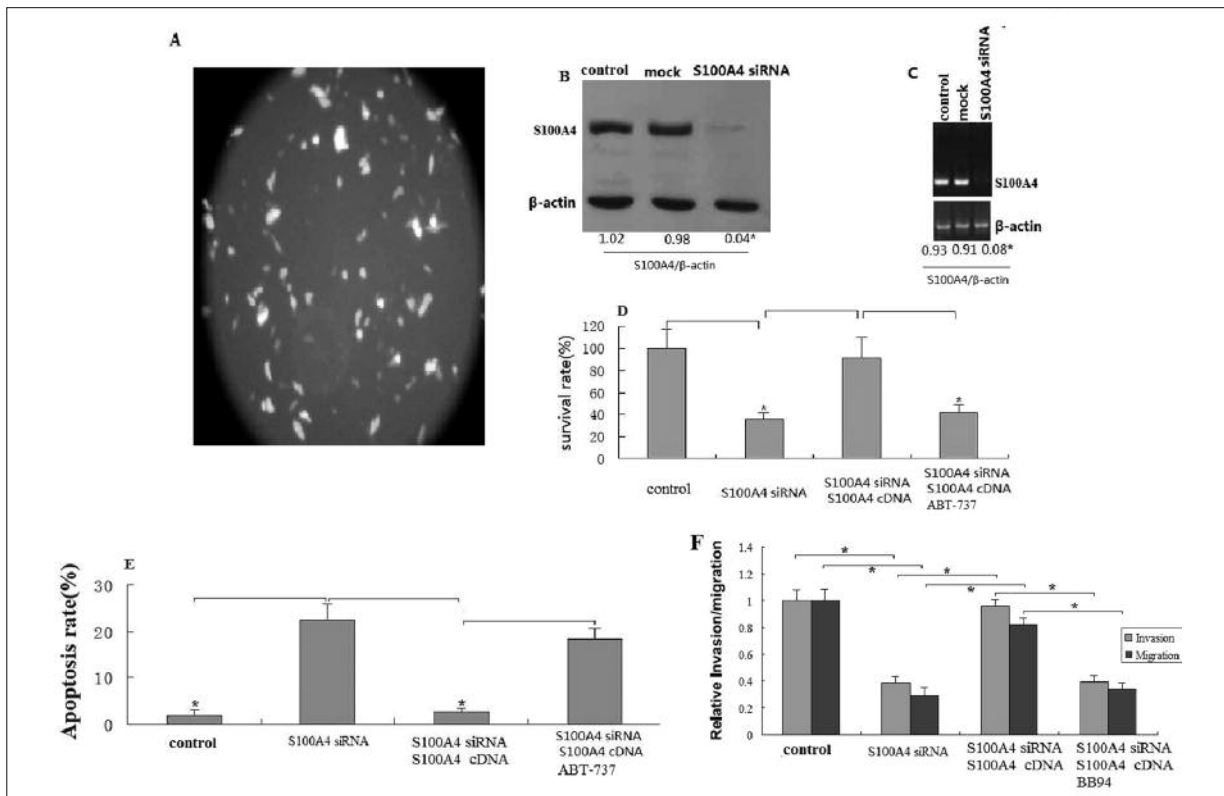 A
B
control mock S100A4 siRNA
S100A4
β-actin
1.02 0.98 0.04*
S100A4/β-actin
C
control
mock
S100A4 siRNA
S100A4
β-actin
0.93 0.91 0.08*
S100A4/β-actin
D
survival rate(%)
120
100
80
60
40
20
0
*
*
control
S100A4 siRNA
S100A4 siRNA
S100A4 cDNA
S100A4 siRNA
S100A4 cDNA
ABT-737
E
Apoptosis rate(%)
30
20
10
0
*
*
control
S100A4 siRNA
S100A4 siRNA
S100A4 cDNA
S100A4 siRNA
S100A4 cDNA
ABT-737
F
Relative Invasion/migration
1.4
1.2
1
0.8
0.6
0.4
0.2
0
*
*
*
*
*
*
Invasion
Migration
control
S100A4 siRNA
S100A4 siRNA
S100A4 cDNA
S100A4 siRNA
S100A4 cDNA
BB94